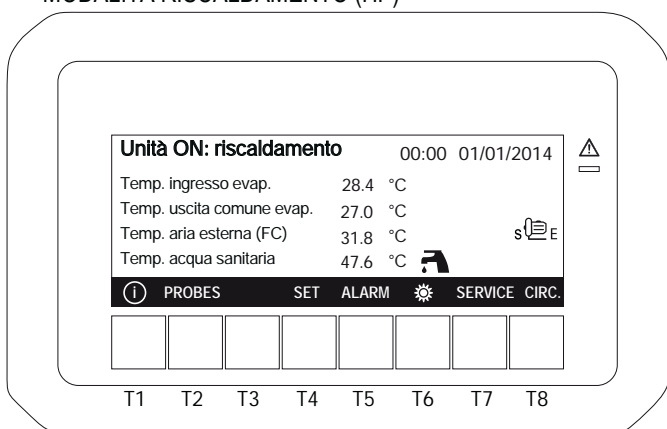 Unità ON: riscaldamento 00:00 01/01/2014
Temp. ingresso evap. 28.4 °C
Temp. uscita comune evap. 27.0 °C
Temp. aria esterna (FC) 31.8 °C
S E
Temp. acqua sanitaria 47.6 °C
i PROBES SET ALARM SERVICE CIRC.
T1 T2 T3 T4 T5 T6 T7 T8